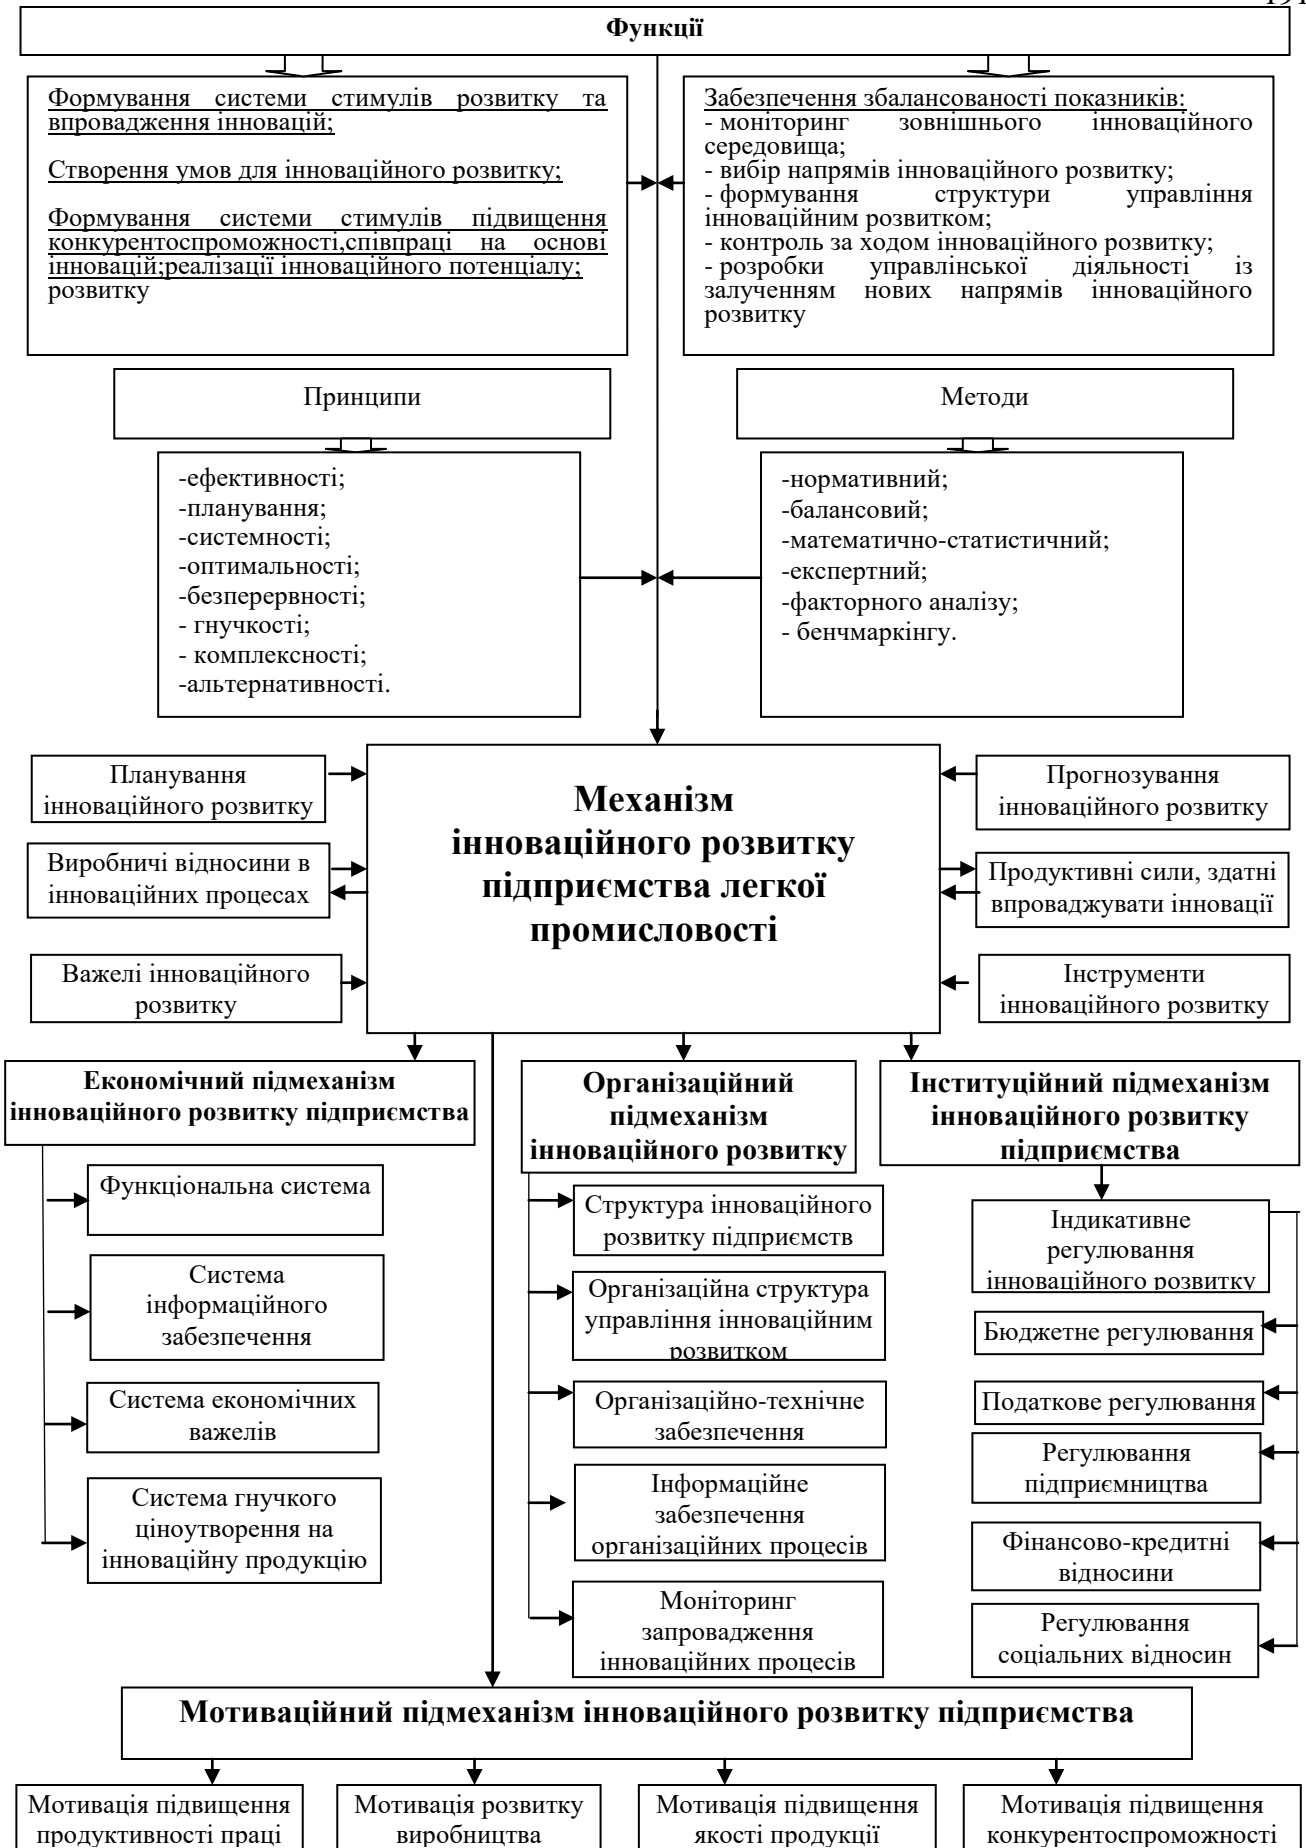 Функції
Формування системи стимулів розвитку та
впровадження інновацій;
Створення умов для інноваційного розвитку;
Формування системи стимулів підвищення
конкурентоспроможності,співпраці на основі
інновацій;реалізації інноваційного потенціалу;
розвитку
Забезпечення збалансованості показників:
- моніторинг зовнішнього інноваційного
середовища;
- вибір напрямів інноваційного розвитку;
- формування структури управління
інноваційним розвитком;
- контроль за ходом інноваційного розвитку;
- розробки управлінської діяльності із
залученням нових напрямів інноваційного
розвитку
Принципи
Методи
-ефективності;
-планування;
-системності;
-оптимальності;
-безперервності;
- гнучкості;
- комплексності;
-альтернативності.
-нормативний;
-балансовий;
-математично-статистичний;
-експертний;
-факторного аналізу;
- бенчмаркінгу.
Планування
інноваційного розвитку
Виробничі відносини в
інноваційних процесах
Важелі інноваційного
розвитку
Механізм
інноваційного розвитку
підприємства легкої
промисловості
Прогнозування
інноваційного розвитку
Продуктивні сили, здатні
впроваджувати інновації
Інструменти
інноваційного розвитку
Економічний підмеханізм
інноваційного розвитку підприємства
Функціональна система
Система
інформаційного
забезпечення
Система економічних
важелів
Система гнучкого
ціноутворення на
інноваційну продукцію
Організаційний
підмеханізм
інноваційного розвитку
Структура інноваційного
розвитку підприємств
Організаційна структура
управління інноваційним
розвитком
Організаційно-технічне
забезпечення
Інформаційне
забезпечення
організаційних процесів
Моніторинг
запровадження
інноваційних процесів
Інституційний підмеханізм
інноваційного розвитку
підприємства
Індикативне
регулювання
інноваційного розвитку
Бюджетне регулювання
Податкове регулювання
Регулювання
підприємництва
Фінансово-кредитні
відносини
Регулювання
соціальних відносин
Мотиваційний підмеханізм інноваційного розвитку підприємства
Мотивація підвищення
продуктивності праці
Мотивація розвитку
виробництва
Мотивація підвищення
якості продукції
Мотивація підвищення
конкурентоспроможності